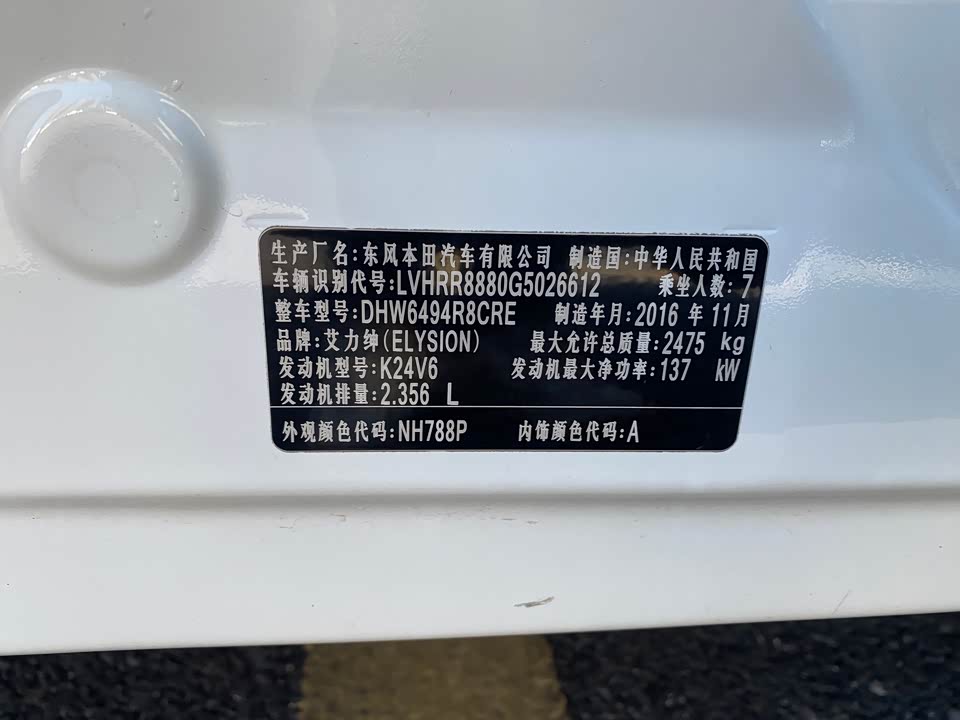 生产厂名:东风本田汽车有限公司 制造国:中华人民共和国
车辆识别代号:LVHRR8880G5026612 乘坐人数:7
整车型号:DHW6494R8CRE 制造年月:2016 年 11月
品牌:艾力绅(ELYSION) 最大允许总质量:2475 kg
发动机型号:K24V6 发动机最大净功率:137 kW
发动机排量:2.356 L
外观颜色代码:NH788P 内饰颜色代码:A